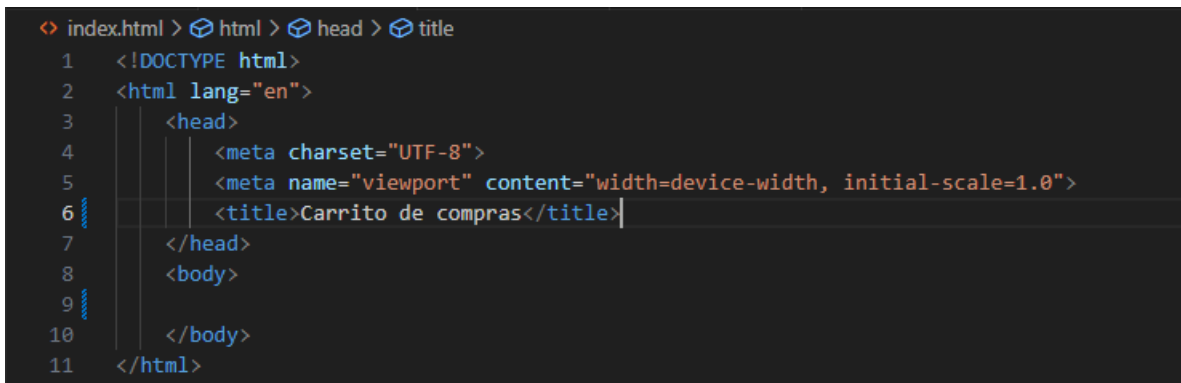 index.html > html > head > title
1 <!DOCTYPE html>
2 <html lang="en">
3 <head>
4 <meta charset="UTF-8">
5 <meta name="viewport" content="width=device-width, initial-scale=1.0">
6 <title>Carrito de compras</title>
7 </head>
8 <body>
9
10 </body>
11 </html>